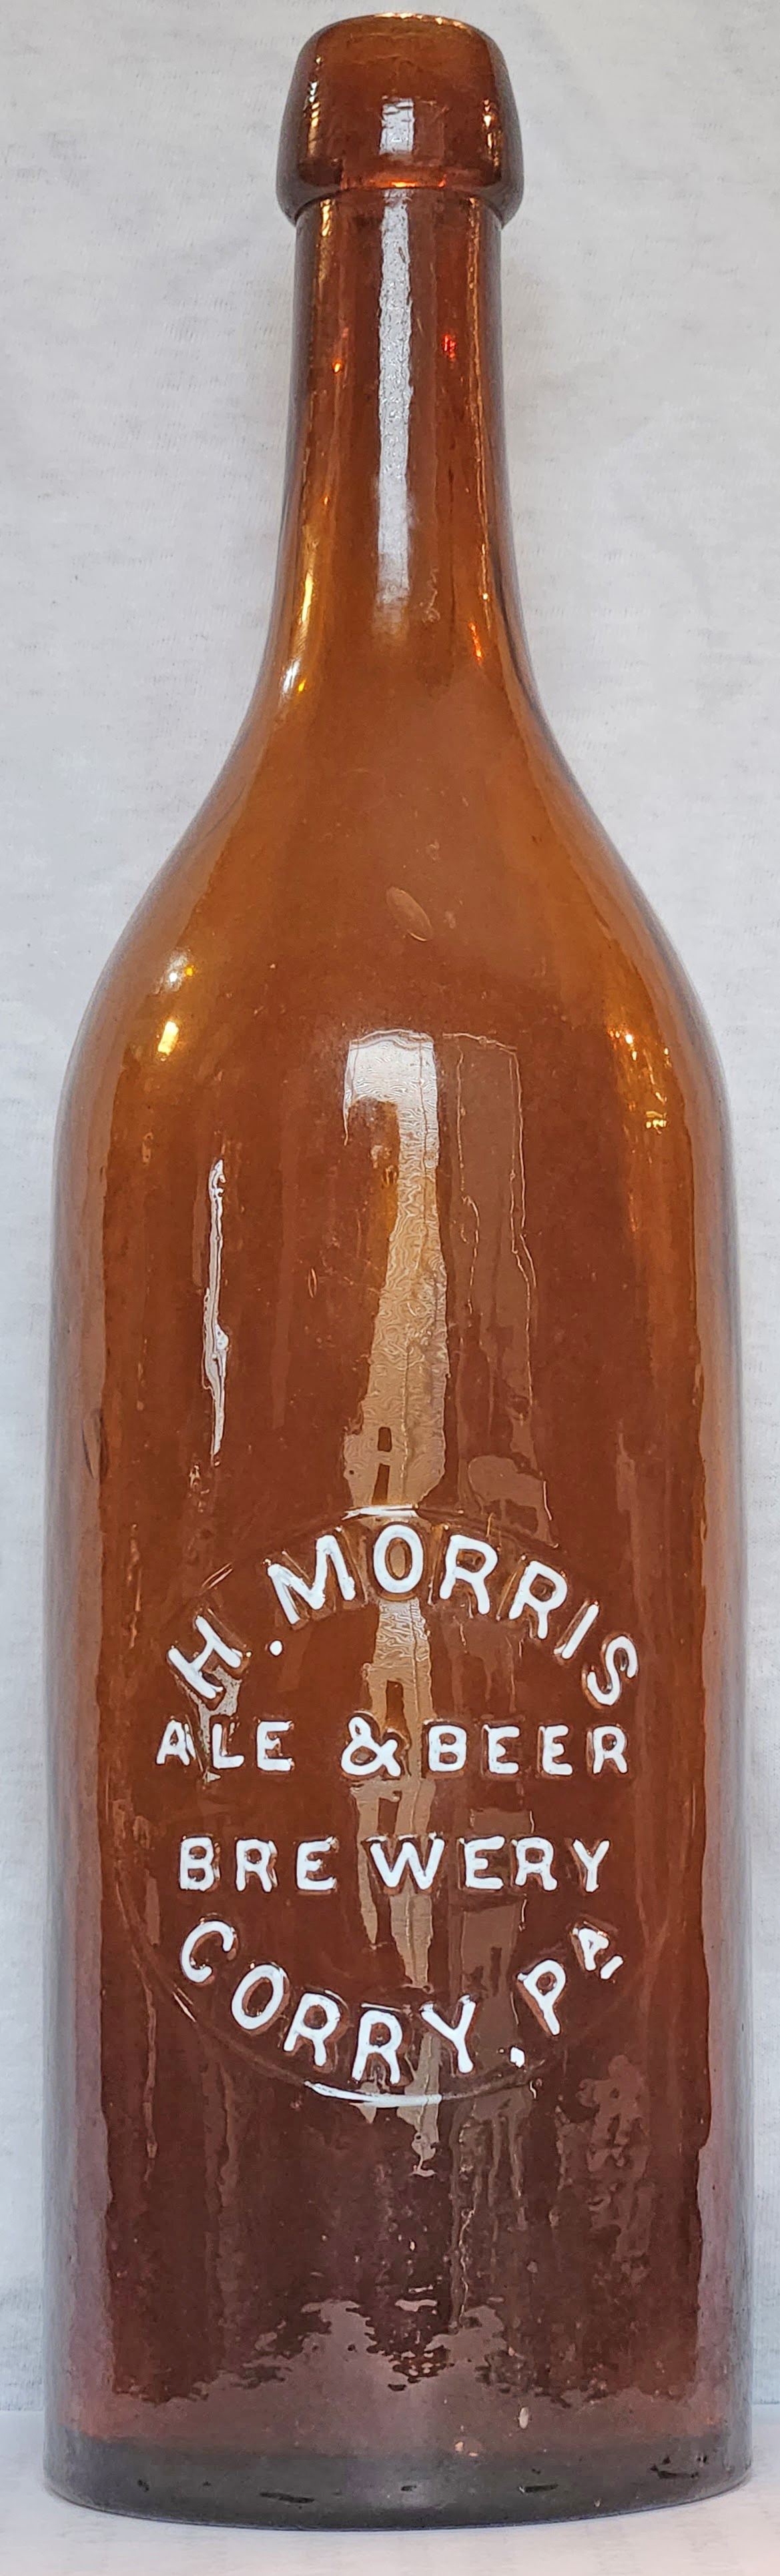 H. MORRIS
ALE & BEER
BREWERY
CORRY. PA.